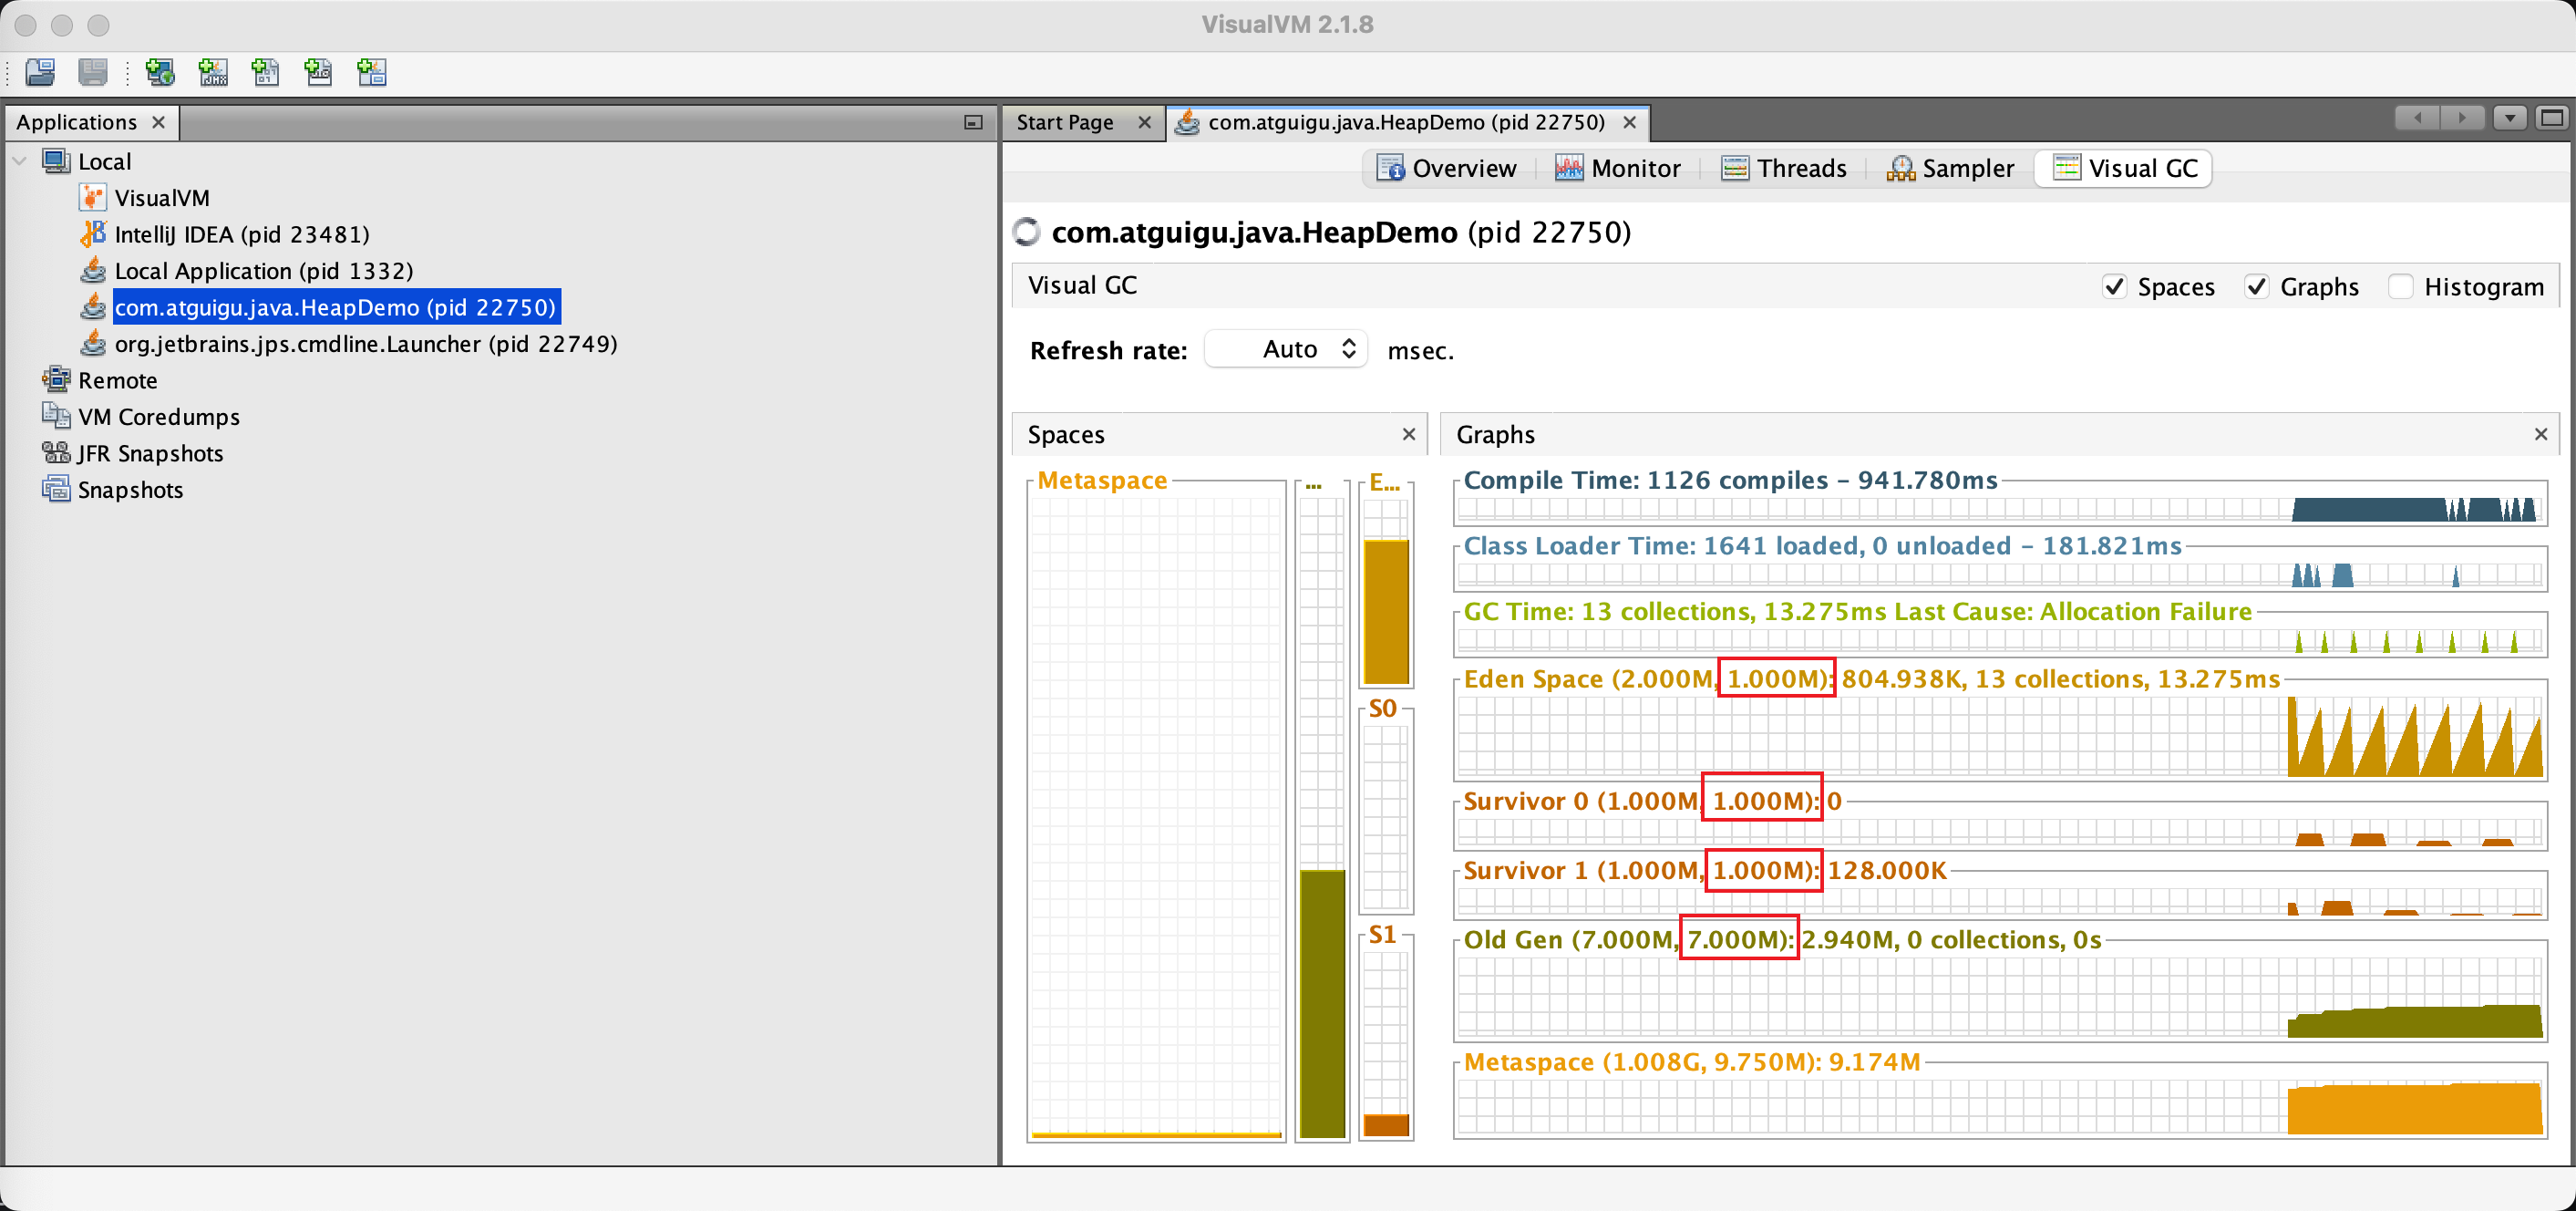 VisualVM 2.1.8
Applications
Start Page
com.atguigu.java.HeapDemo (pid 22750)
Local
VisualVM
IntelliJ IDEA (pid 23481)
Local Application (pid 1332)
com.atguigu.java.HeapDemo (pid 22750)
org.jetbrains.jps.cmdline.Launcher (pid 22749)
Remote
VM Coredumps
JFR Snapshots
Snapshots
Overview
Monitor
Threads
Sampler
Visual GC
com.atguigu.java.HeapDemo (pid 22750)
Visual GC
Spaces
Graphs
Histogram
Refresh rate: Auto msec.
Spaces
Metaspace
...
E...
S0
S1
Graphs
Compile Time: 1126 compiles - 941.780ms
Class Loader Time: 1641 loaded, 0 unloaded - 181.821ms
GC Time: 13 collections, 13.275ms Last Cause: Allocation Failure
Eden Space (2.000M, 1.000M): 804.938K, 13 collections, 13.275ms
Survivor 0 (1.000M, 1.000M): 0
Survivor 1 (1.000M, 1.000M): 128.000K
Old Gen (7.000M, 7.000M): 2.940M, 0 collections, 0s
Metaspace (1.008G, 9.750M): 9.174M